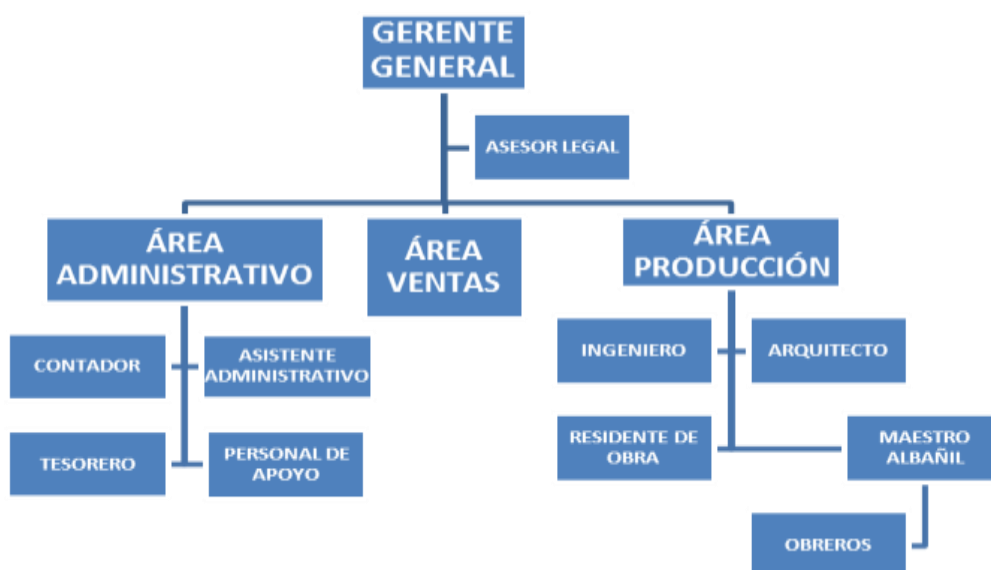 GERENTE
GENERAL
ASESOR LEGAL
ÁREA
ADMINISTRATIVO
ÁREA
VENTAS
ÁREA
PRODUCCIÓN
CONTADOR
ASISTENTE
ADMINISTRATIVO
TESORERO
PERSONAL DE
APOYO
INGENIERO
ARQUITECTO
RESIDENTE DE
OBRA
MAESTRO
ALBAÑIL
OBREROS